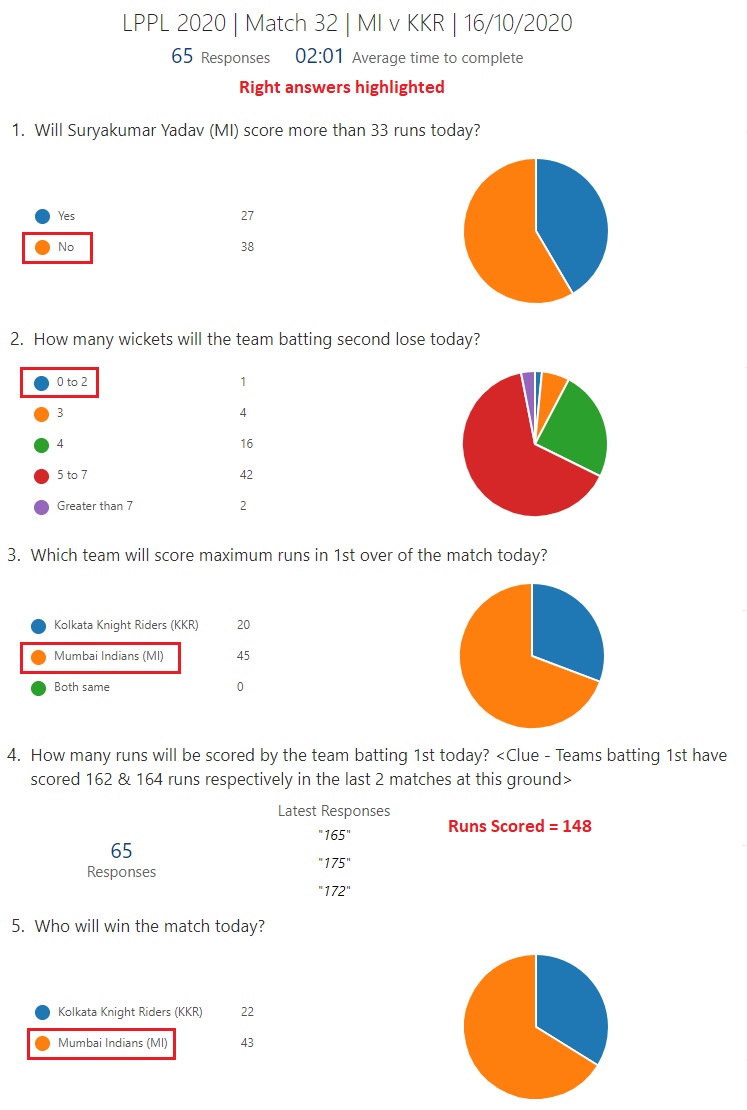 LPPL 2020 | Match 32 | MI v KKR | 16/10/2020
65 Responses 02:01 Average time to complete
Right answers highlighted
1. Will Suryakumar Yadav (MI) score more than 33 runs today?
Yes 27
No 38
2. How many wickets will the team batting second lose today?
0 to 2 1
3 4
4 16
5 to 7 42
Greater than 7 2
3. Which team will score maximum runs in 1st over of the match today?
Kolkata Knight Riders (KKR) 20
Mumbai Indians (MI) 45
Both same 0
4. How many runs will be scored by the team batting 1st today? <Clue - Teams batting 1st have
scored 162 & 164 runs respectively in the last 2 matches at this ground>
65
Responses
Latest Responses
"165"
"175"
"172"
Runs Scored = 148
5. Who will win the match today?
Kolkata Knight Riders (KKR) 22
Mumbai Indians (MI) 43